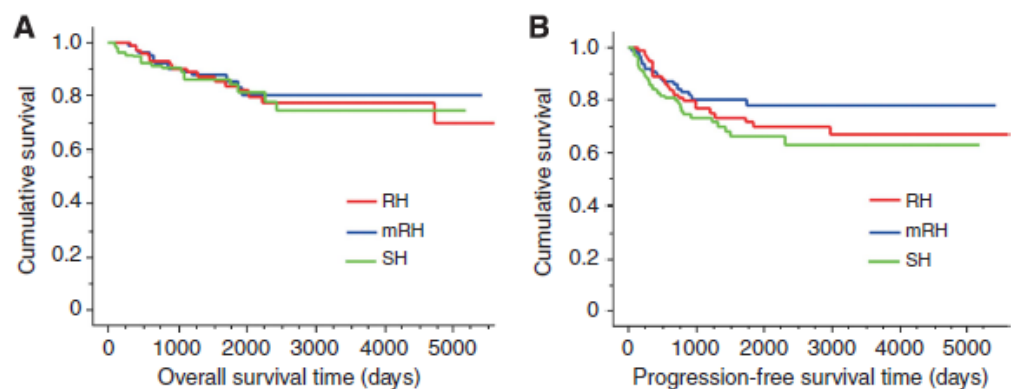 A
1.0
0.8
0.6
0.4
0.2
0
Cumulative survival
RH
mRH
SH
0 1000 2000 3000 4000 5000
Overall survival time (days)
B
1.0
0.8
0.6
0.4
0.2
0
Cumulative survival
RH
mRH
SH
0 1000 2000 3000 4000 5000
Progression-free survival time (days)